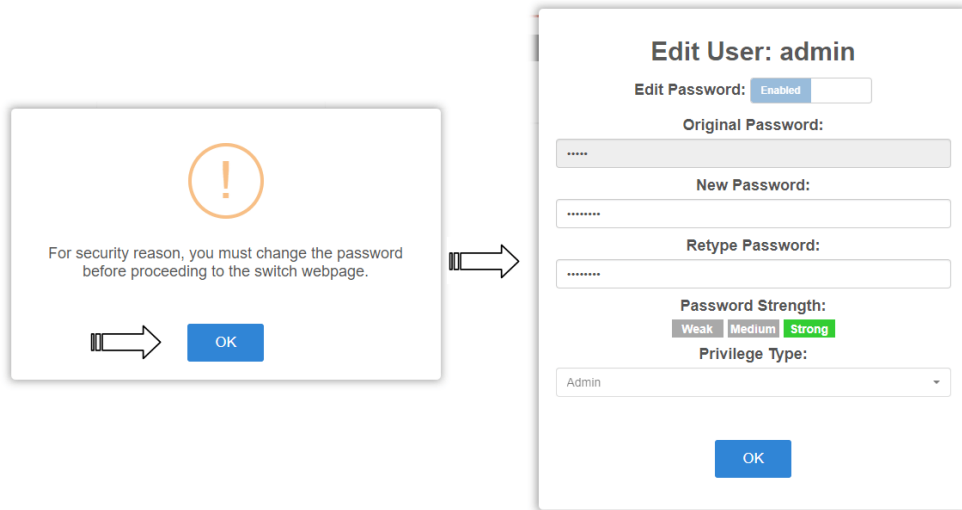 For security reason, you must change the password
before proceeding to the switch webpage.
OK
Edit User: admin
Edit Password: Enabled
Original Password:
•••••
New Password:
••••••••
Retype Password:
••••••••
Password Strength:
Weak Medium Strong
Privilege Type:
Admin
OK